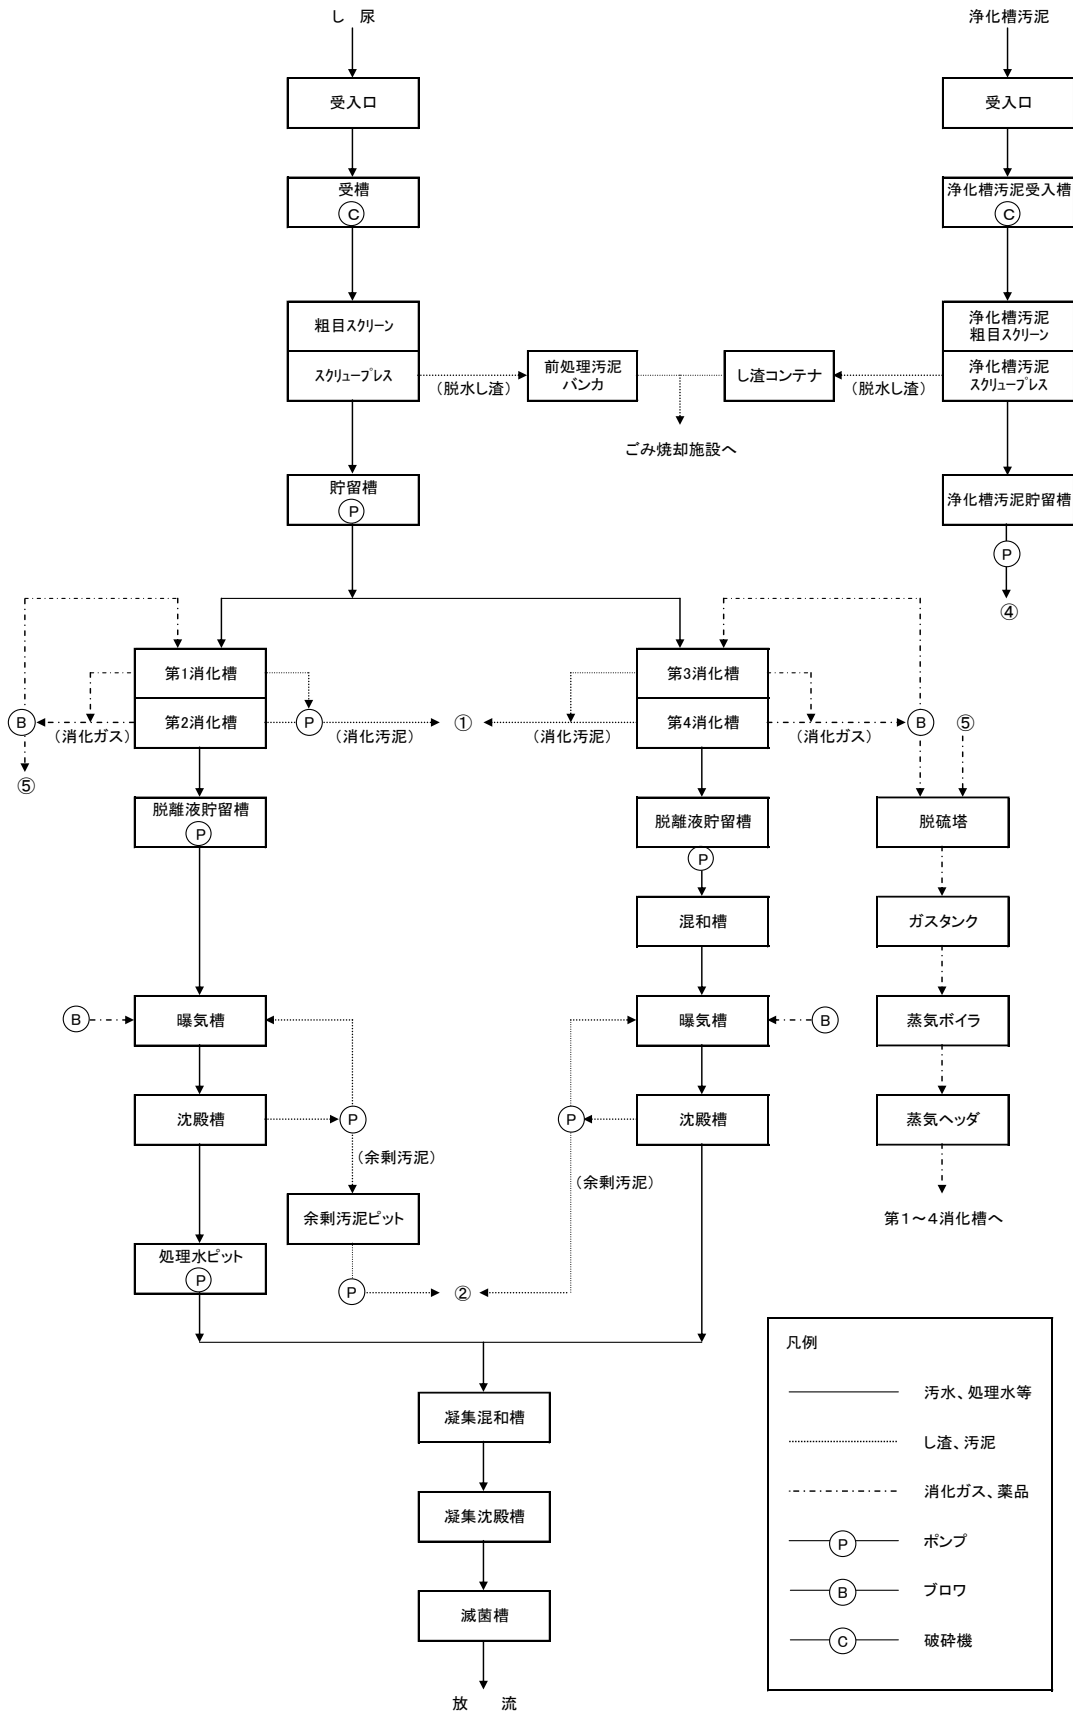 し 尿
浄化槽汚泥
受入口
受入口
受槽
C
浄化槽汚泥受入槽
C
粗目スクリーン
浄化槽汚泥
粗目スクリーン
スクリュープレス
(脱水し渣)
前処理汚泥
バンカ
し渣コンテナ
(脱水し渣)
浄化槽汚泥
スクリュープレス
ごみ焼却施設へ
貯留槽
P
浄化槽汚泥貯留槽
P
④
第1消化槽
第3消化槽
B
(消化ガス)
第2消化槽
P
(消化汚泥)
①
(消化汚泥)
第4消化槽
(消化ガス)
B
⑤
⑤
脱離液貯留槽
P
脱離液貯留槽
P
脱硫塔
混和槽
ガスタンク
B
曝気槽
曝気槽
B
蒸気ボイラ
沈殿槽
P
P
沈殿槽
蒸気ヘッダ
(余剰汚泥)
(余剰汚泥)
余剰汚泥ピット
第1～4消化槽へ
処理水ピット
P
P
②
凡例
汚水、処理水等
し渣、汚泥
消化ガス、薬品
P
ポンプ
B
ブロワ
C
破砕機
凝集混和槽
凝集沈殿槽
滅菌槽
放 流